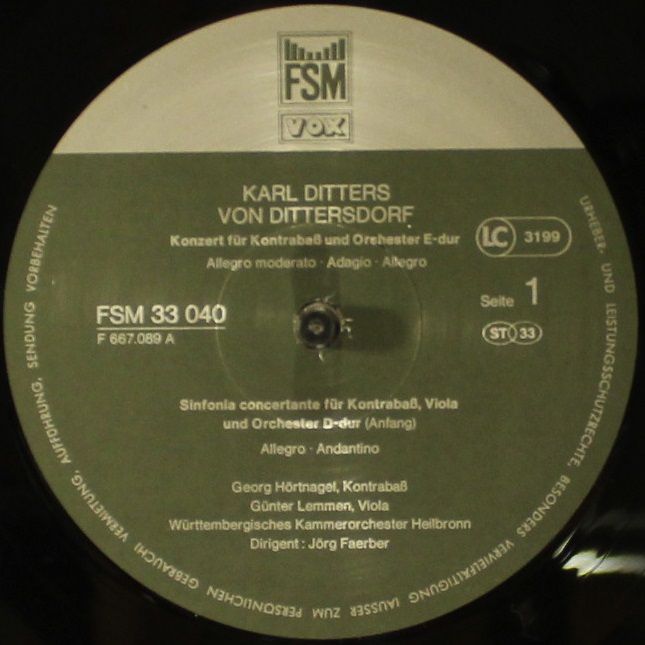 FSM
VOX
KARL DITTERS
VON DITTERSDORF
Konzert für Kontrabaß und Orchester E-dur
Allegro moderato · Adagio · Allegro
LC 3199
FSM 33 040
F 667.089 A
Seite 1
ST 33
Sinfonia concertante für Kontrabaß, Viola
und Orchester D-dur (Anfang)
Allegro · Andantino
Georg Hörtnagel, Kontrabaß
Günter Lemmen, Viola
Württembergisches Kammerorchester Heilbronn
Dirigent: Jörg Faerber
URHEBER- UND LEISTUNGSSCHUTZRECHTE, BESONDERS VERVIELFÄLTIGUNG (AUSSER ZUM PERSÖNLICHEN GEBRAUCH) VERMIETUNG, AUFFÜHRUNG, SENDUNG VORBEHALTEN